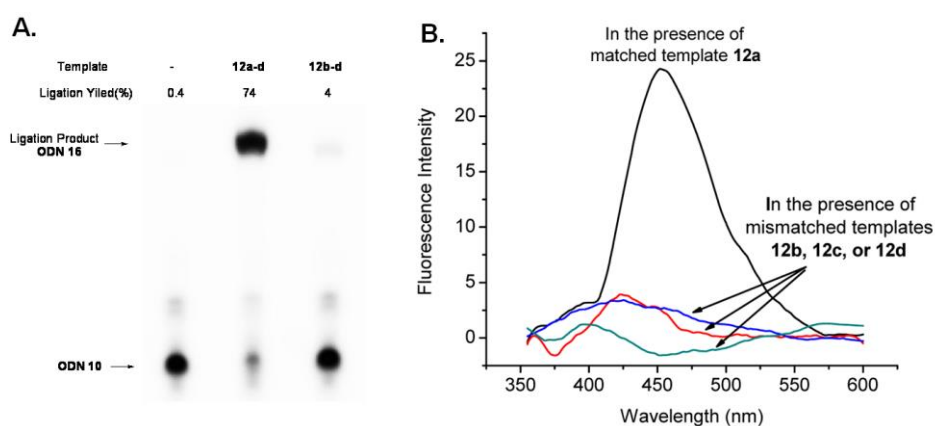 A.
Template - 12a-d 12b-d
Ligation Yiled(%) 0.4 74 4
Ligation Product
ODN 16
ODN 10
B.
In the presence of
matched template 12a
In the presence of
mismatched templates
12b, 12c, or 12d
Fluorescence Intensity
25
20
15
10
5
0
350 400 450 500 550 600
Wavelength (nm)